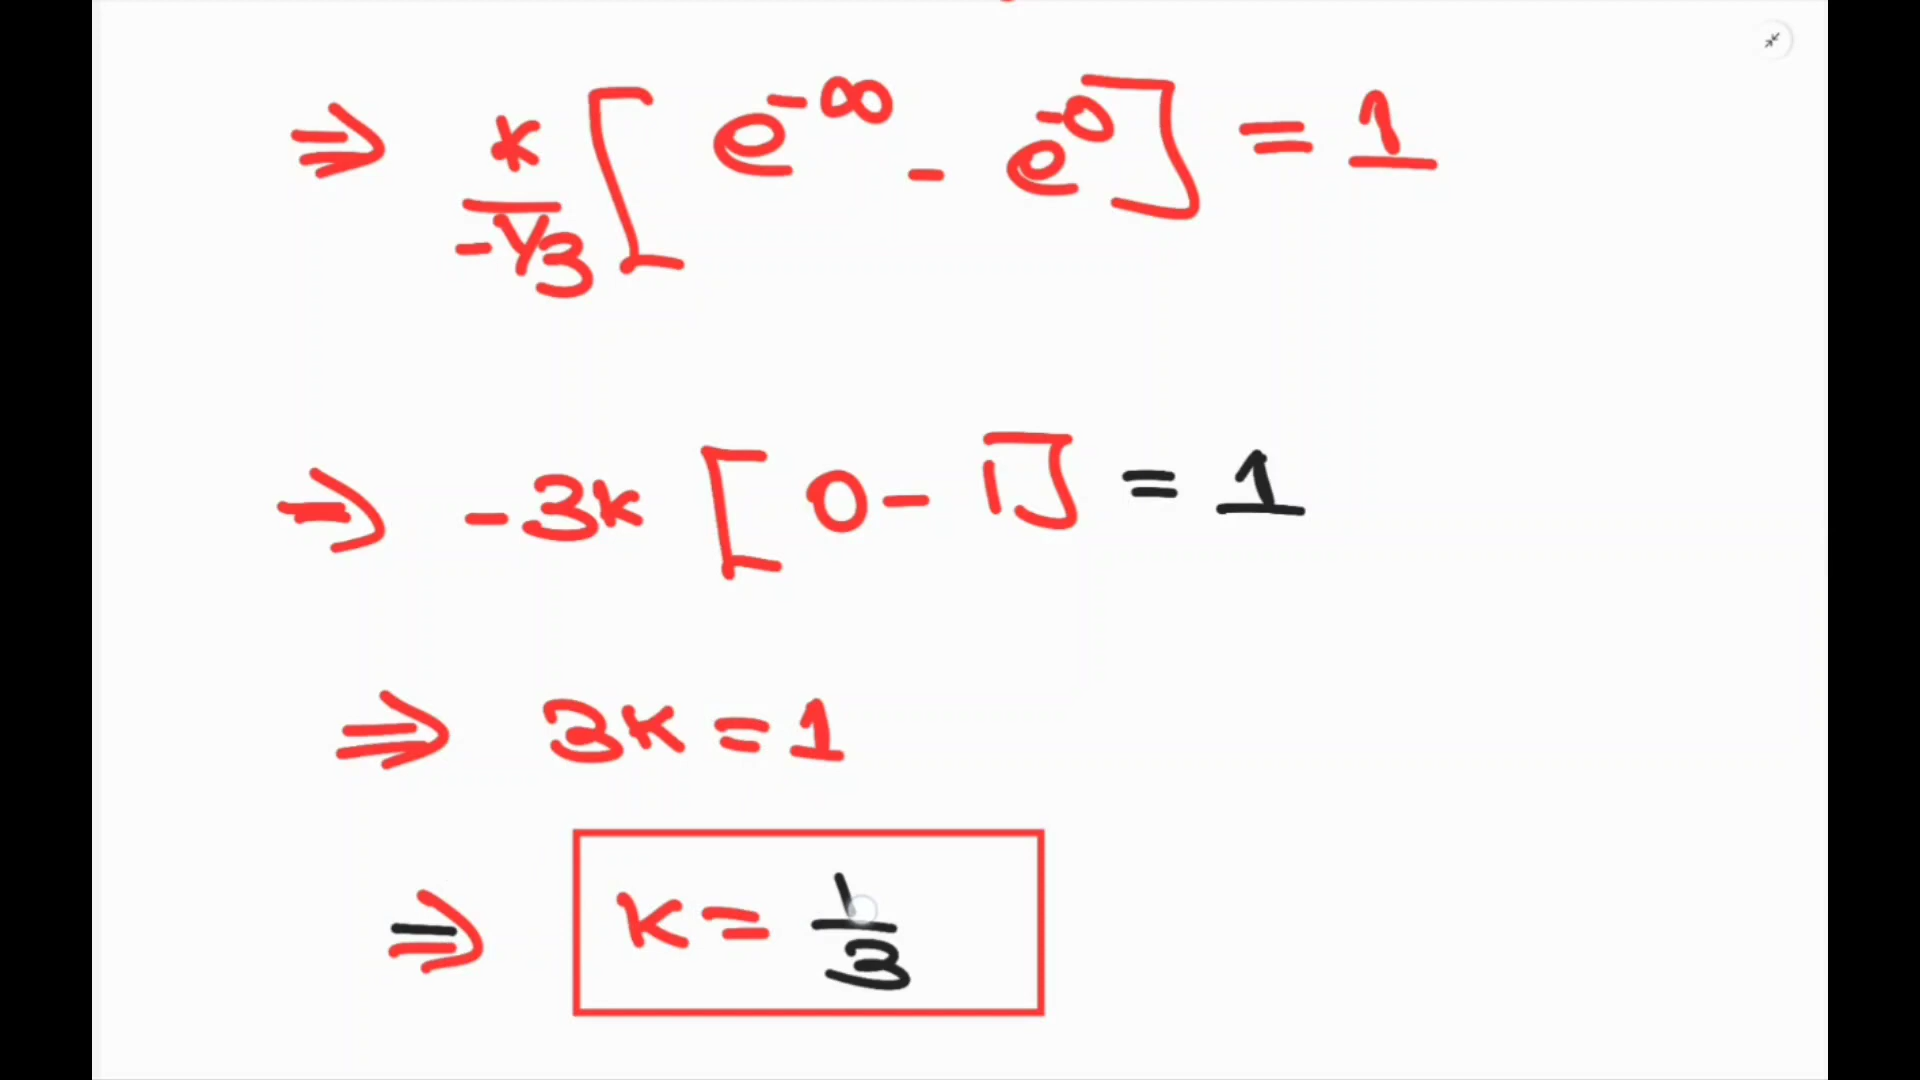 ⇒ k/(-1/3) [ e^-∞ - e^-0 ] = 1
⇒ -3k [ 0 - 1 ] = 1
⇒ 3k = 1
⇒ k = 1/3